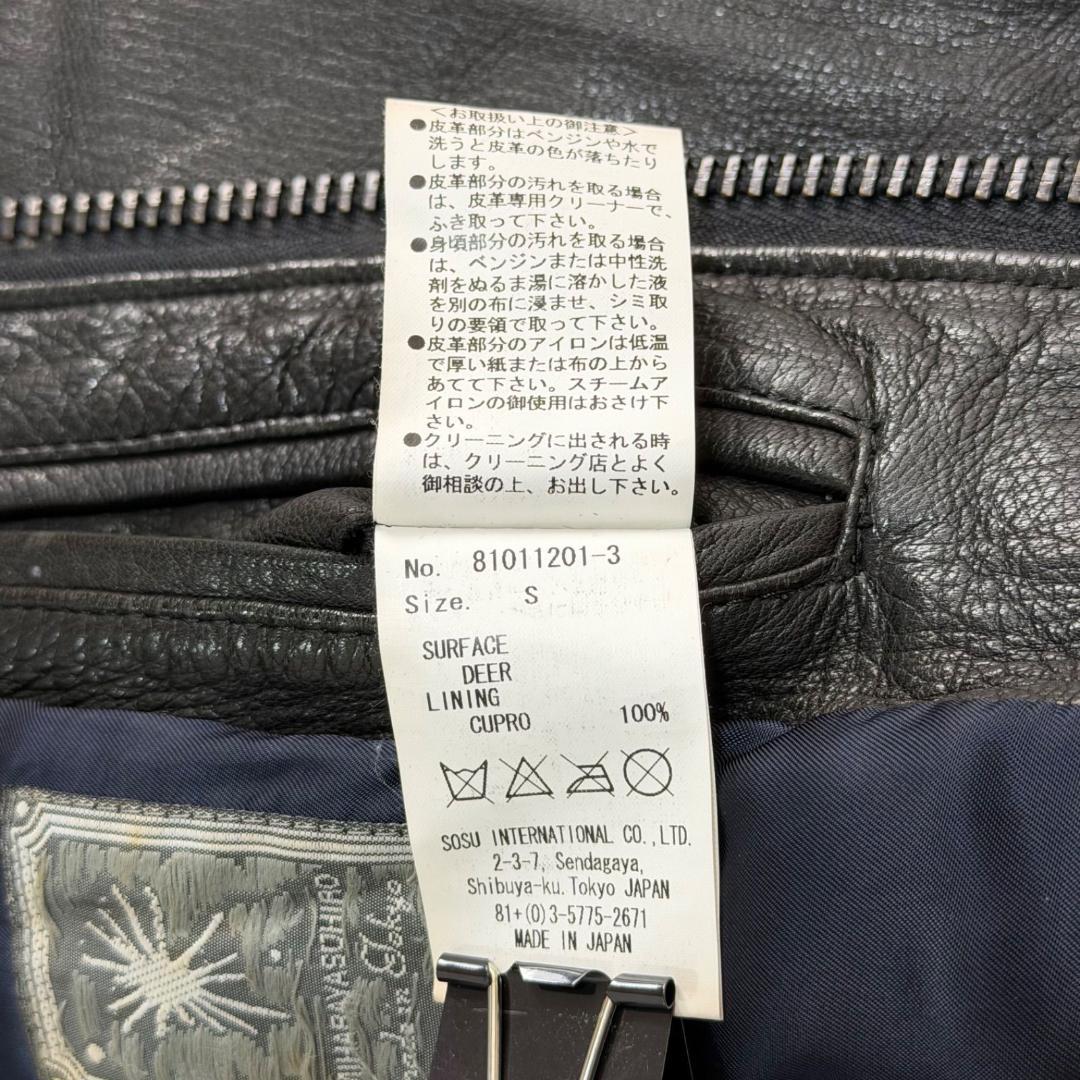 <お取扱い上の御注意>
●皮革部分はベンジンや水で
洗うと皮革の色が落ちたり
します。
●皮革部分の汚れを取る場合
は、皮革専用クリーナーで、
ふき取って下さい。
●身頃部分の汚れを取る場合
は、ベンジンまたは中性洗
剤をぬるま湯に溶かした液
を別の布に浸ませ、シミ取
りの要領で取って下さい。
●皮革部分のアイロンは低温
で厚い紙または布の上から
あてて下さい。スチームア
イロンの御使用はおさけ下
さい。
●クリーニングに出される時
は、クリーニング店とよく
御相談の上、お出し下さい。
No. 81011201-3
Size. S
SURFACE
DEER
LINING
CUPRO 100%
SOSU INTERNATIONAL CO.,LTD.
2-3-7, Sendagaya,
Shibuya-ku. Tokyo JAPAN
81+(0)3-5775-2671
MADE IN JAPAN